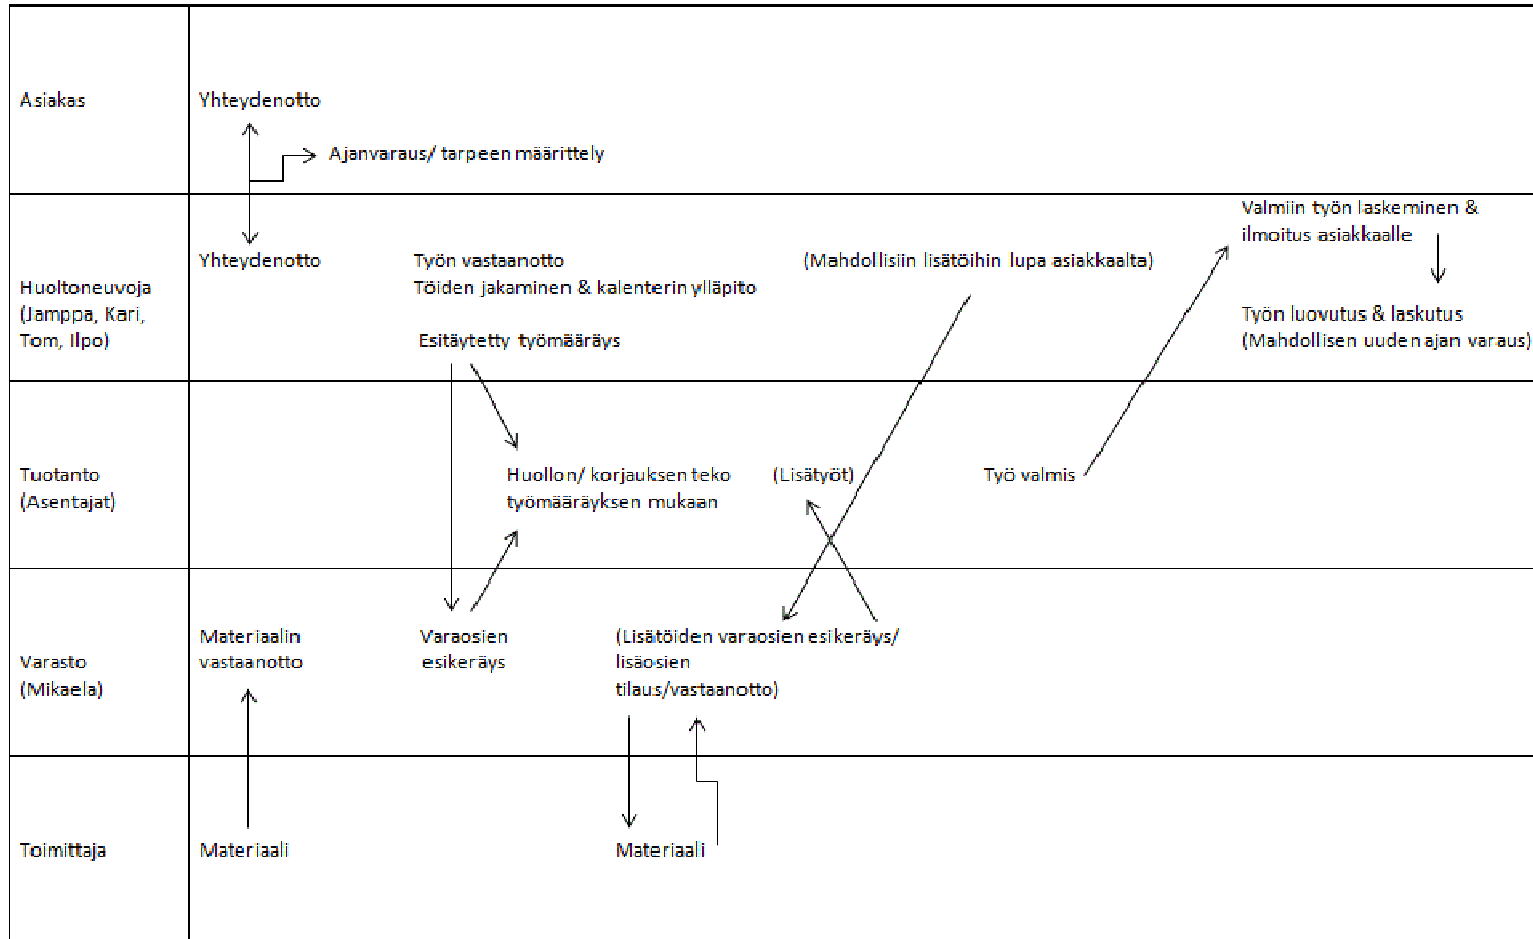 Asiakas
Yhteydenotto
Ajanvaraus/ tarpeen määrittely
Huoltoneuvoja
(Jamppa, Kari,
Tom, Ilpo)
Yhteydenotto
Työn vastaanotto
Töiden jakaminen & kalenterin ylläpito
Esitäytetty työmääräys
(Mahdollisiin lisätöihin lupa asiakkaalta)
Valmiin työn laskeminen &
ilmoitus asiakkaalle
Työn luovutus & laskutus
(Mahdollisen uuden ajan varaus)
Tuotanto
(Asentajat)
Huollon/ korjauksen teko
työmääräyksen mukaan
(Lisätyöt)
Työ valmis
Varasto
(Mikaela)
Materiaalin
vastaanotto
Varaosien
esikeräys
(Lisätöiden varaosien esikeräys/
lisäosien
tilaus/vastaanotto)
Toimittaja
Materiaali
Materiaali